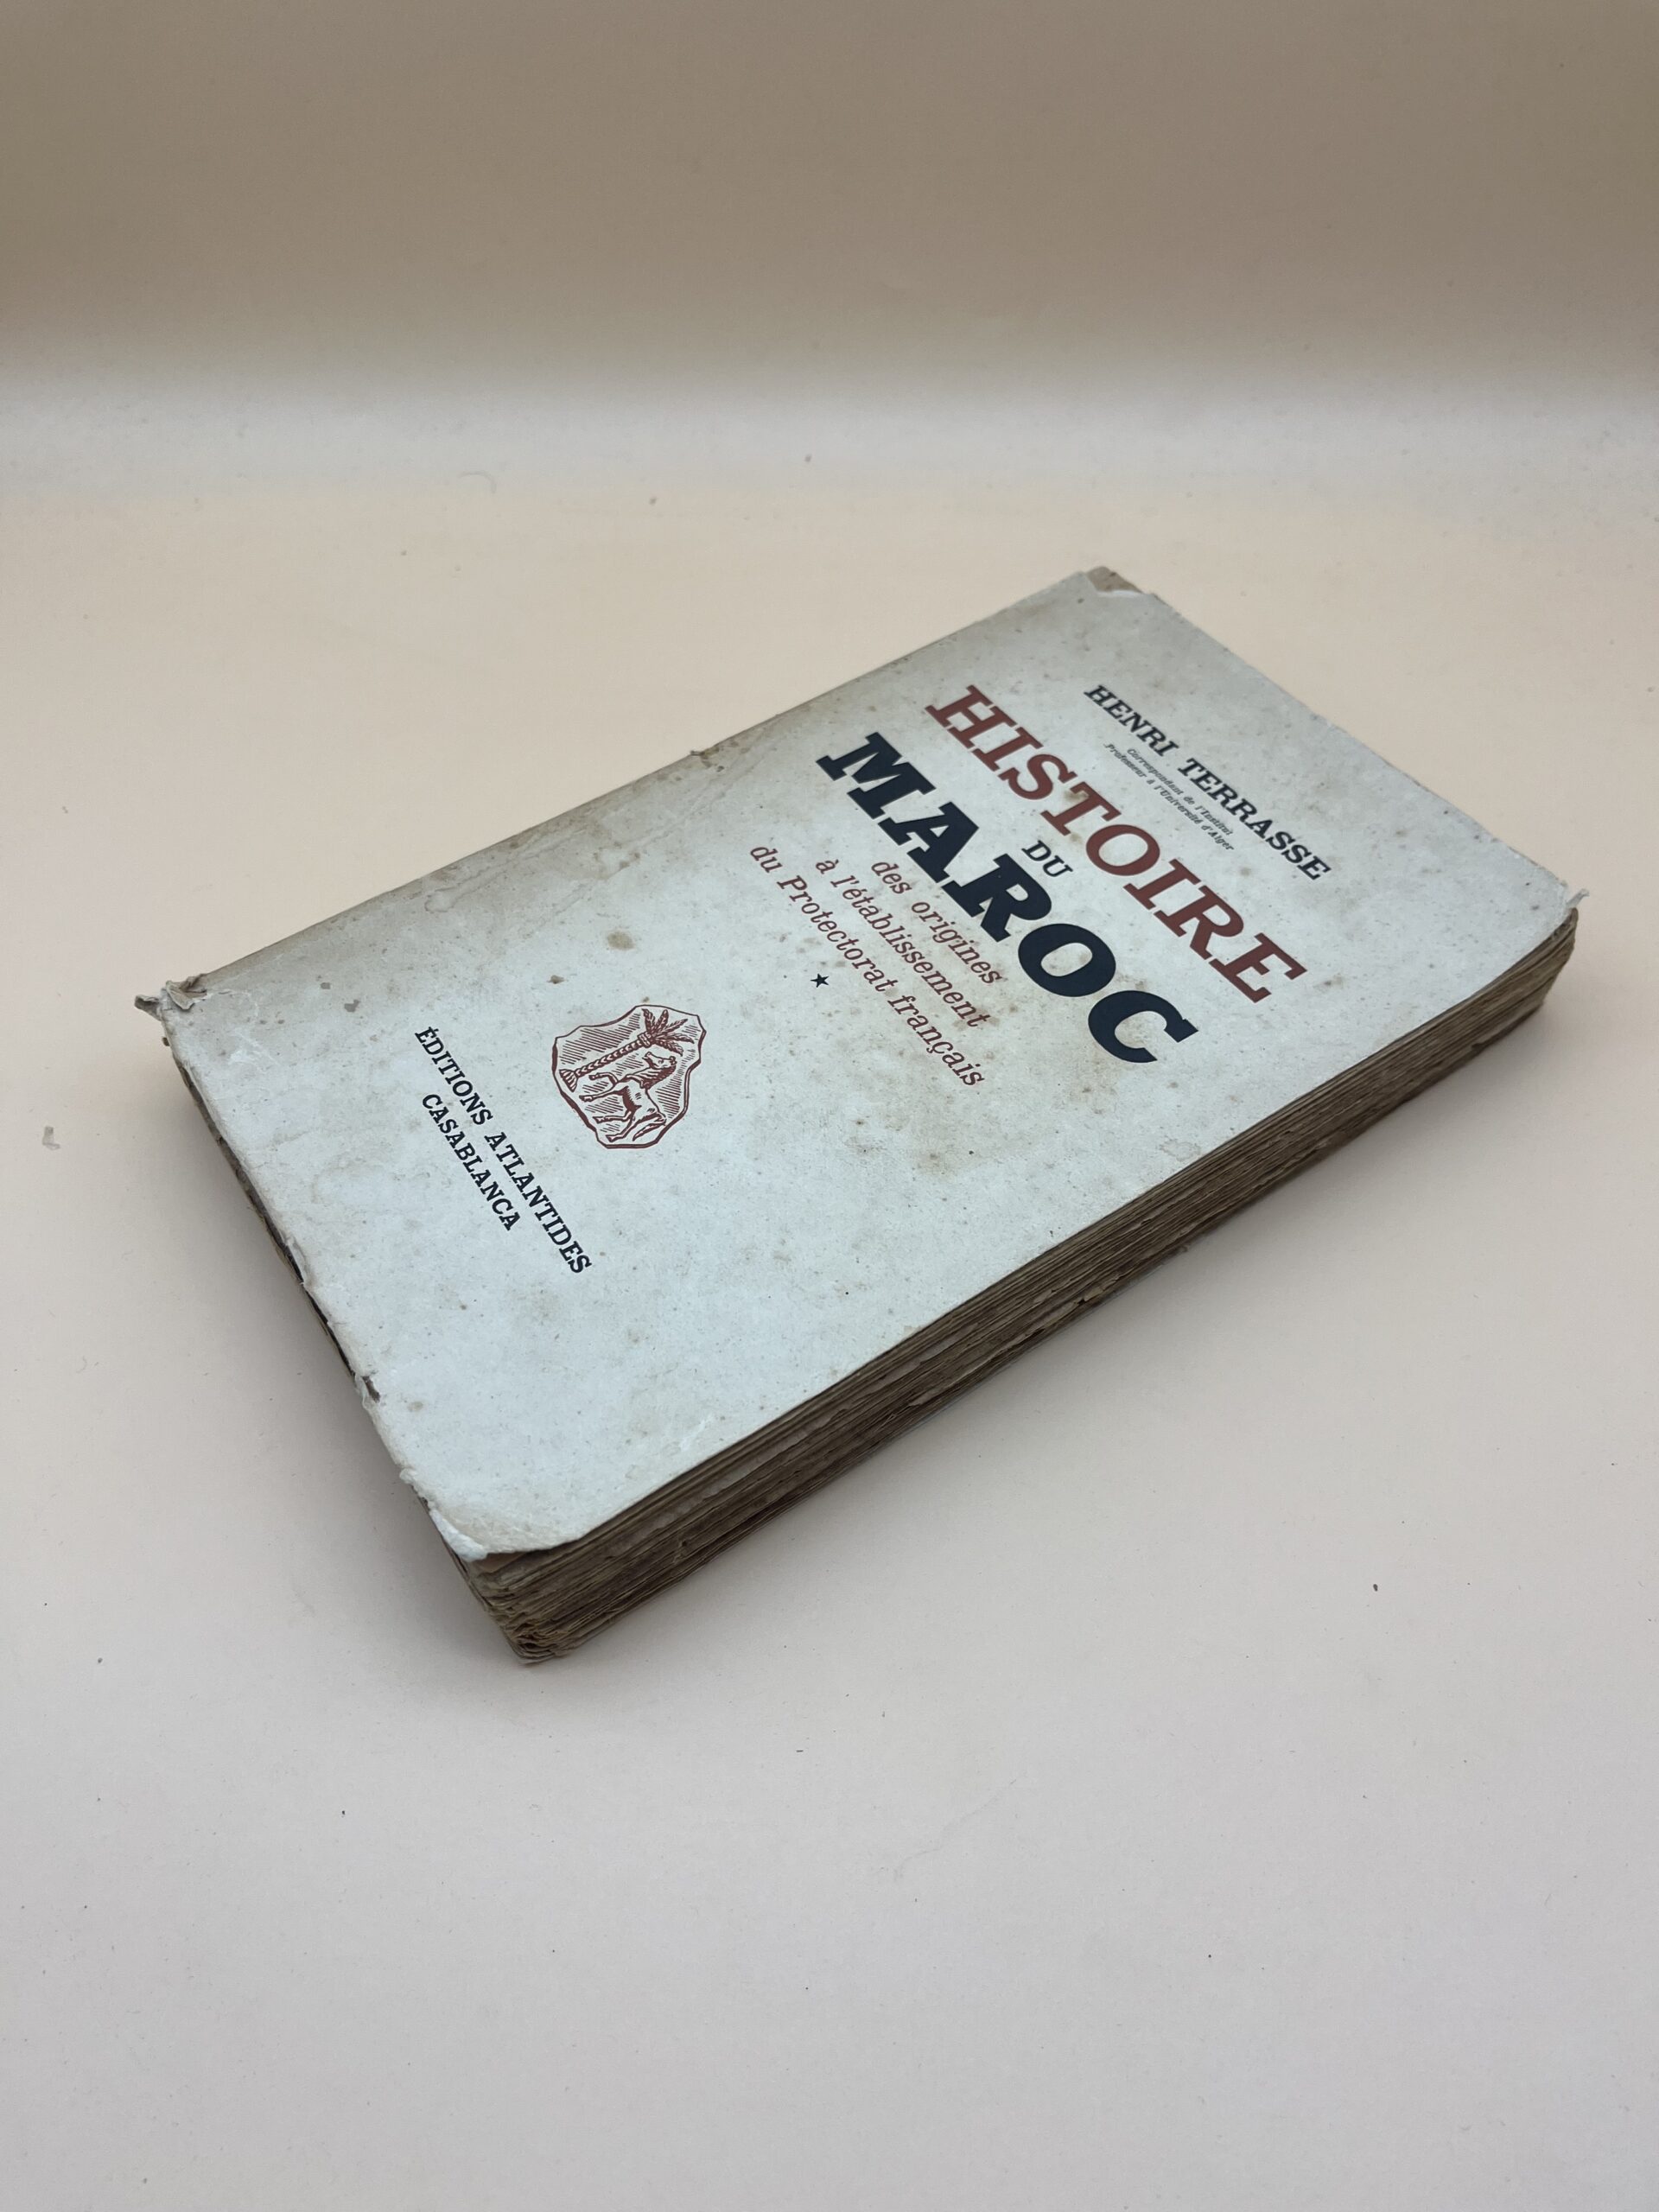 HENRI TERRASSE
Correspondant de l'Institut
Professeur à l'Université d'Alger
HISTOIRE
DU
MAROC
des origines
à l'établissement
du Protectorat français
★
ÉDITIONS ATLANTIDES
CASABLANCA